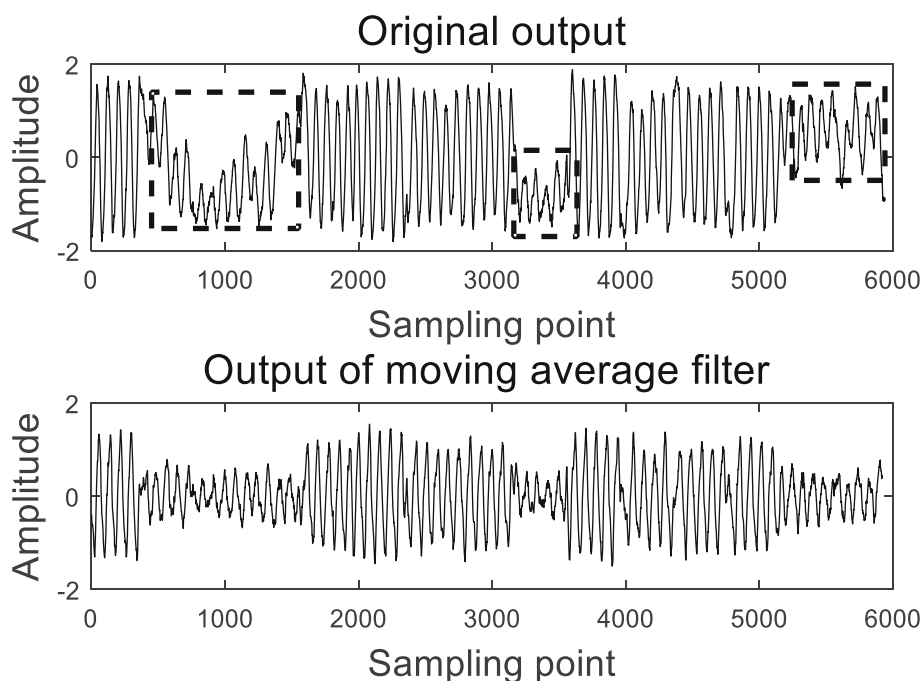 Original output
Amplitude
2
0
-2
0 1000 2000 3000 4000 5000 6000
Sampling point
Output of moving average filter
Amplitude
2
0
-2
0 1000 2000 3000 4000 5000 6000
Sampling point